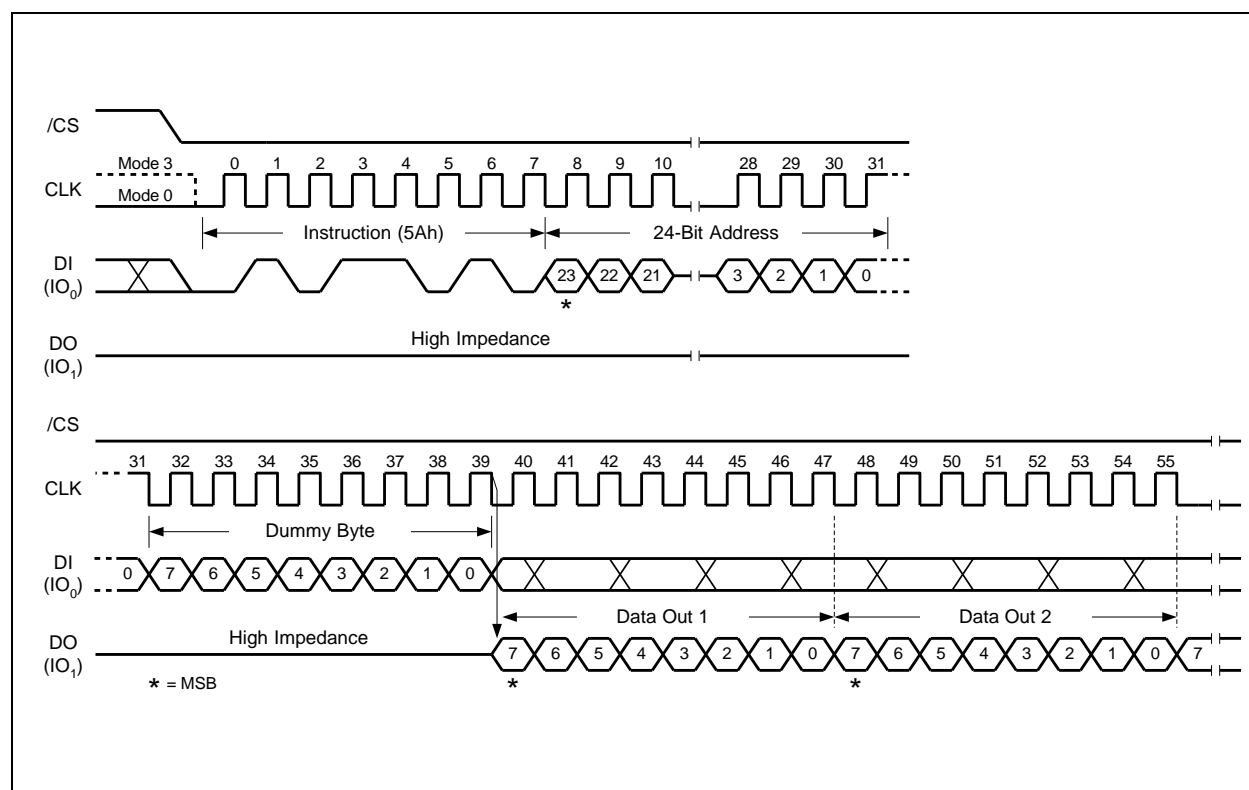 /CS
Mode 3 0 1 2 3 4 5 6 7 8 9 10 28 29 30 31
CLK
Mode 0
Instruction (5Ah) 24-Bit Address
DI
(IO0) 23 22 21 3 2 1 0
*
High Impedance
DO
(IO1)
/CS
31 32 33 34 35 36 37 38 39 40 41 42 43 44 45 46 47 48 49 50 51 52 53 54 55
CLK
Dummy Byte
DI
(IO0) 0 7 6 5 4 3 2 1 0
Data Out 1 Data Out 2
High Impedance
DO
(IO1) 7 6 5 4 3 2 1 0 7 6 5 4 3 2 1 0 7
* = MSB * *